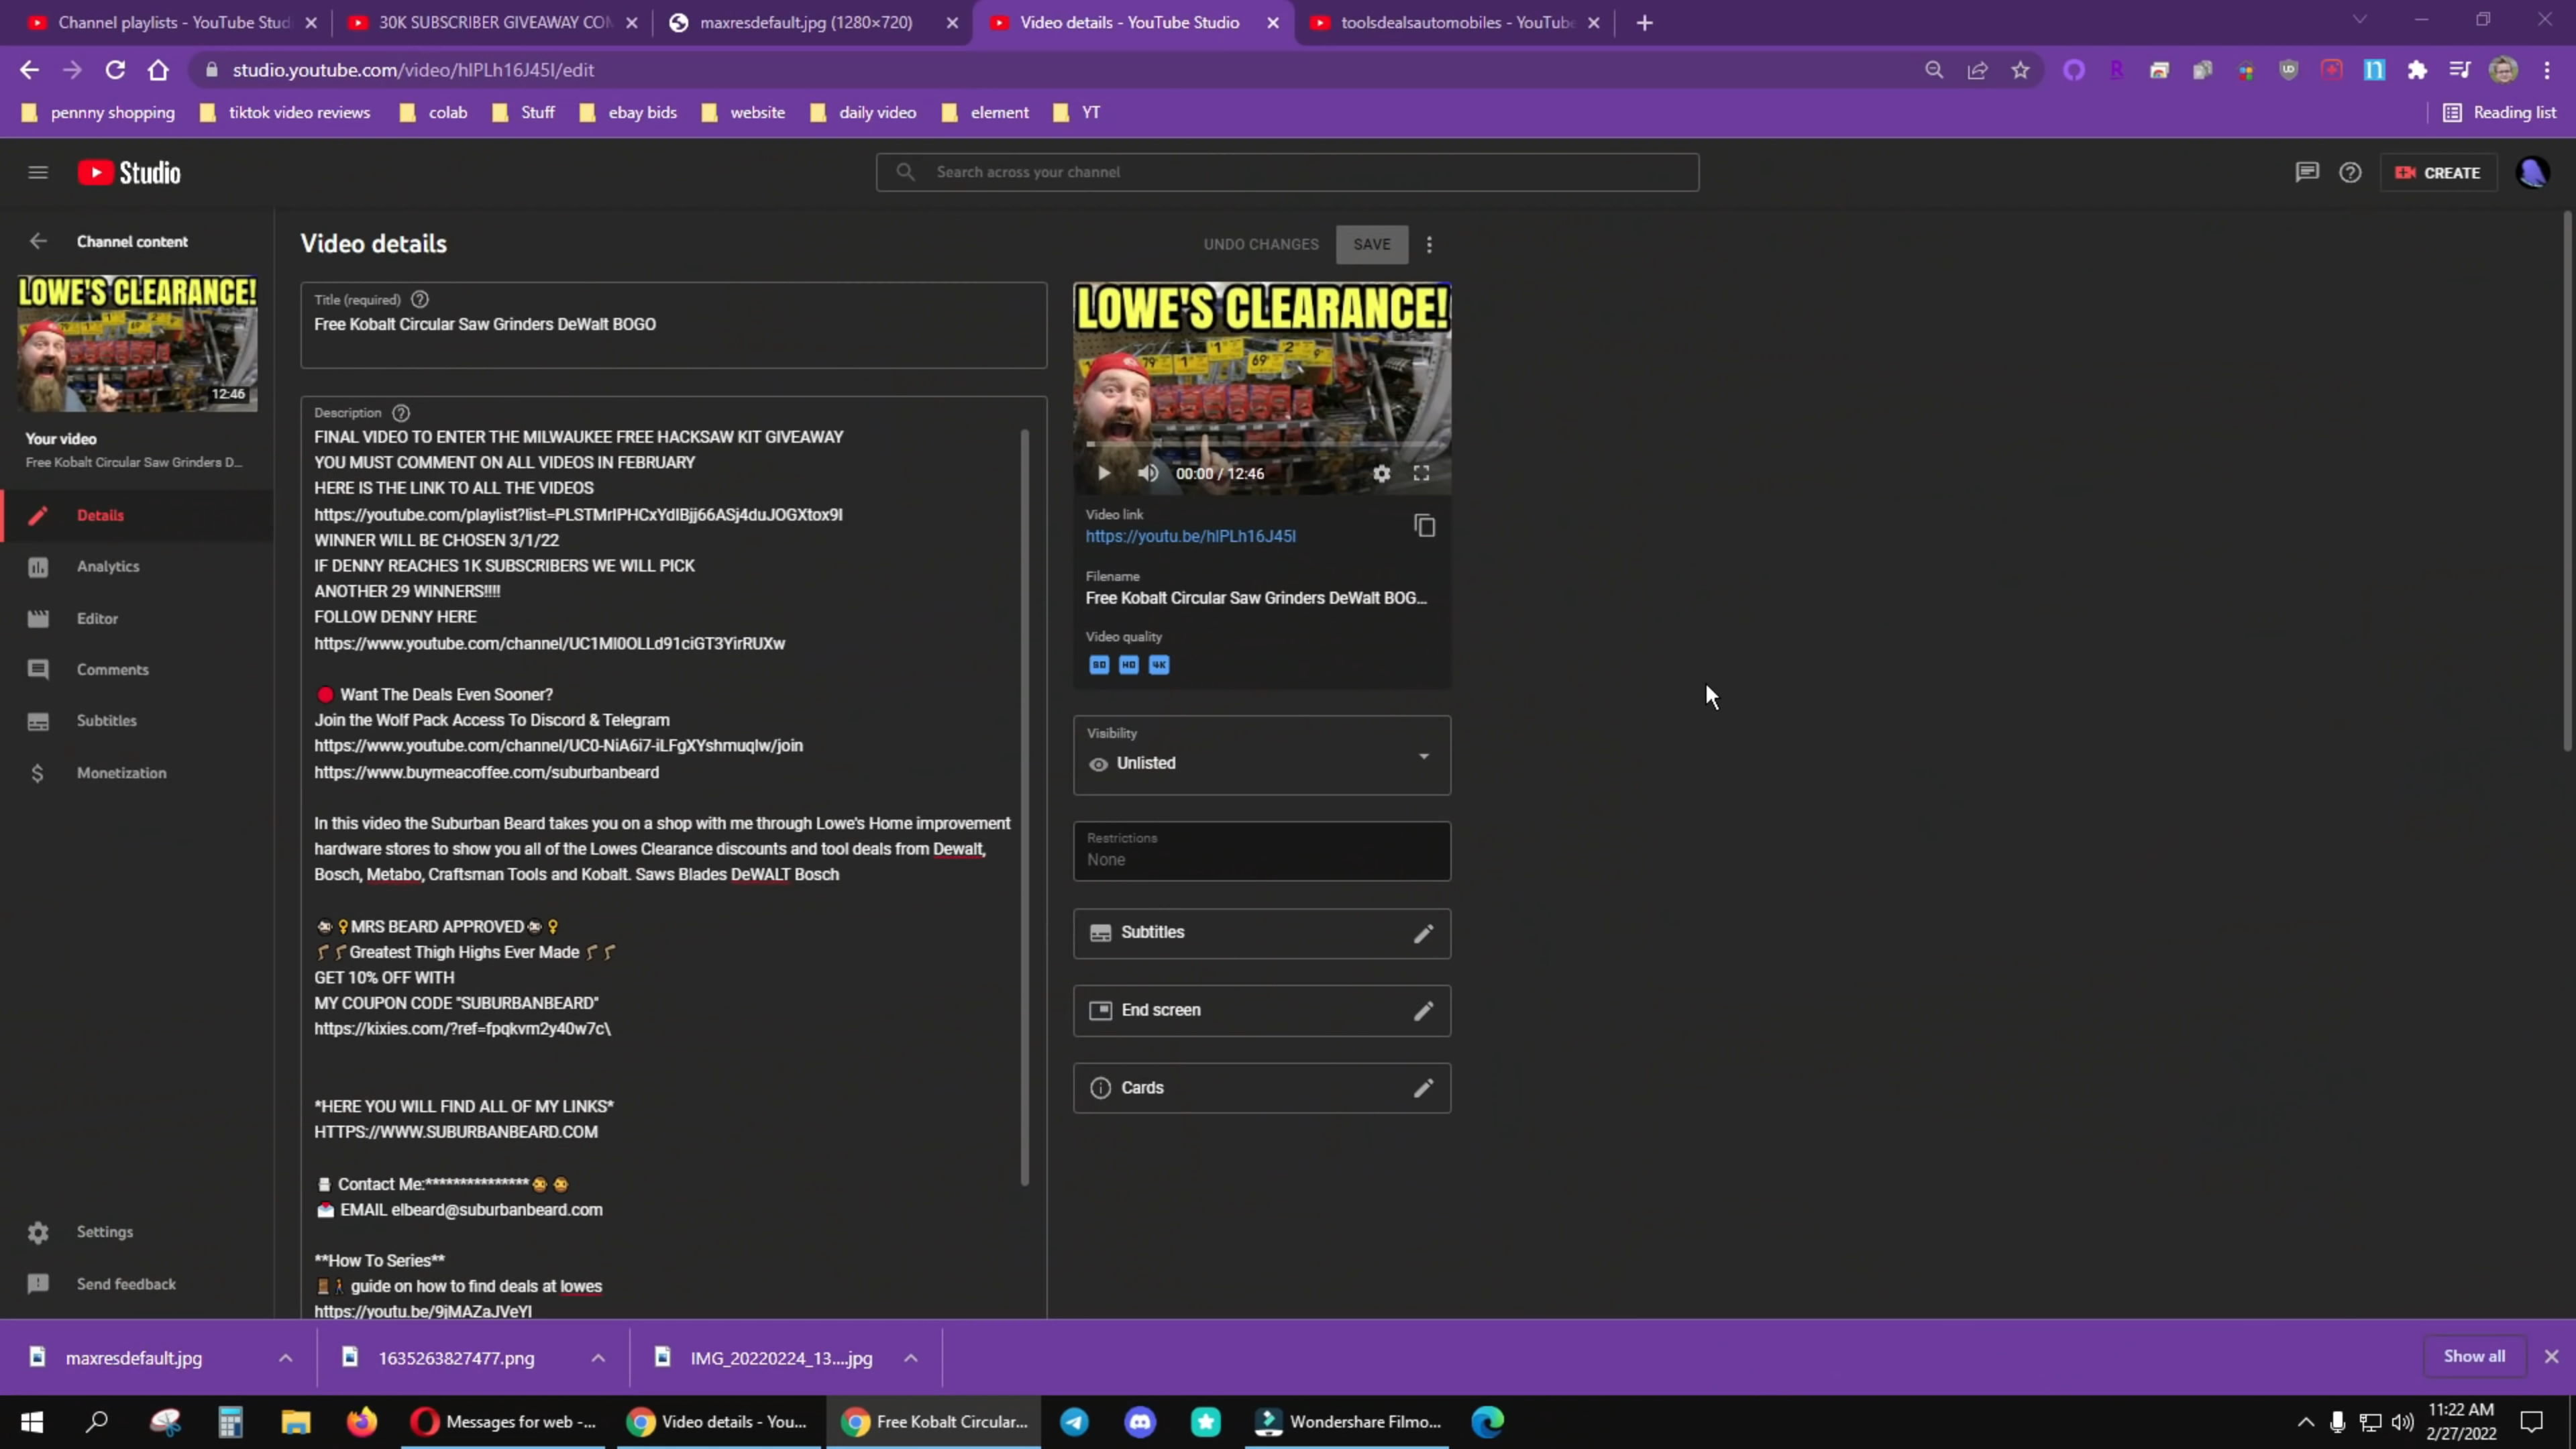 Channel playlists - YouTube Stud
30K SUBSCRIBER GIVEAWAY CON
maxresdefault.jpg (1280×720)
Video details - YouTube Studio
toolsdealsautomobiles - YouTube
studio.youtube.com/video/hlPLh16J45I/edit
pennny shopping
tiktok video reviews
colab
Stuff
ebay bids
website
daily video
element
YT
Reading list
Studio
Search across your channel
CREATE
Channel content
LOWE'S CLEARANCE!
12:46
Your video
Free Kobalt Circular Saw Grinders D...
Details
Analytics
Editor
Comments
Subtitles
Monetization
Settings
Send feedback
Video details
UNDO CHANGES
SAVE
Title (required)
Free Kobalt Circular Saw Grinders DeWalt BOGO
Description
FINAL VIDEO TO ENTER THE MILWAUKEE FREE HACKSAW KIT GIVEAWAY
YOU MUST COMMENT ON ALL VIDEOS IN FEBRUARY
HERE IS THE LINK TO ALL THE VIDEOS
https://youtube.com/playlist?list=PLSTMrIPHCxYdIBjj66ASj4duJOGXtox9I
WINNER WILL BE CHOSEN 3/1/22
IF DENNY REACHES 1K SUBSCRIBERS WE WILL PICK
ANOTHER 29 WINNERS!!!!
FOLLOW DENNY HERE
https://www.youtube.com/channel/UC1Ml0OLLd91ciGT3YirRUXw
Want The Deals Even Sooner?
Join the Wolf Pack Access To Discord & Telegram
https://www.youtube.com/channel/UC0-NiA6i7-iLFgXYshmuqlw/join
https://www.buymeacoffee.com/suburbanbeard
In this video the Suburban Beard takes you on a shop with me through Lowe's Home improvement
hardware stores to show you all of the Lowes Clearance discounts and tool deals from Dewalt,
Bosch, Metabo, Craftsman Tools and Kobalt. Saws Blades DeWALT Bosch
MRS BEARD APPROVED
Greatest Thigh Highs Ever Made
GET 10% OFF WITH
MY COUPON CODE "SUBURBANBEARD"
https://kixies.com/?ref=fpqkvm2y40w7c\
*HERE YOU WILL FIND ALL OF MY LINKS*
HTTPS://WWW.SUBURBANBEARD.COM
Contact Me:***************
EMAIL elbeard@suburbanbeard.com
**How To Series**
guide on how to find deals at lowes
https://youtu.be/9jMAZaJVeYI
LOWE'S CLEARANCE!
00:00 / 12:46
Video link
https://youtu.be/hlPLh16J45I
Filename
Free Kobalt Circular Saw Grinders DeWalt BOG...
Video quality
SD HD 4K
Visibility
Unlisted
Restrictions
None
Subtitles
End screen
Cards
maxresdefault.jpg
1635263827477.png
IMG_20220224_13....jpg
Show all
Messages for web -...
Video details - You...
Free Kobalt Circular...
Wondershare Filmo...
11:22 AM
2/27/2022